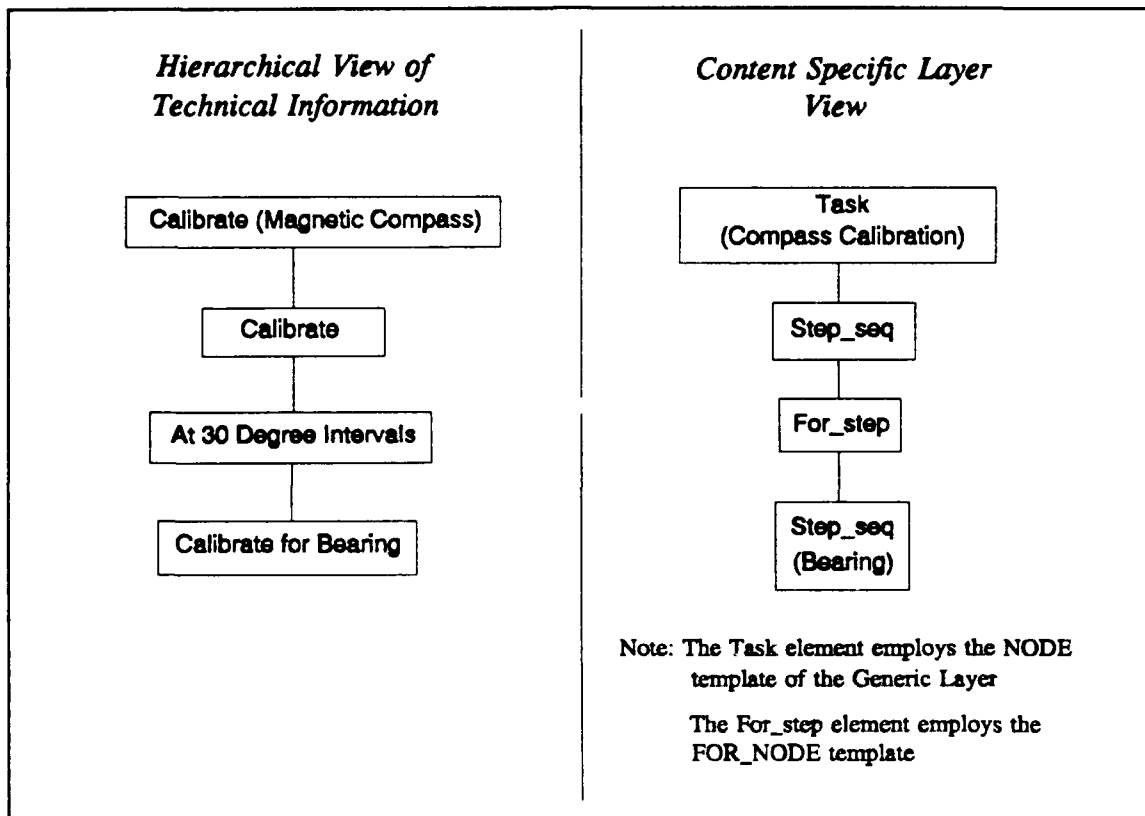 Hierarchical View of
Technical Information
Calibrate (Magnetic Compass)
Calibrate
At 30 Degree Intervals
Calibrate for Bearing
Content Specific Layer
View
Task
(Compass Calibration)
Step_seq
For_step
Step_seq
(Bearing)
Note: The Task element employs the NODE
template of the Generic Layer
The For_step element employs the
FOR_NODE template